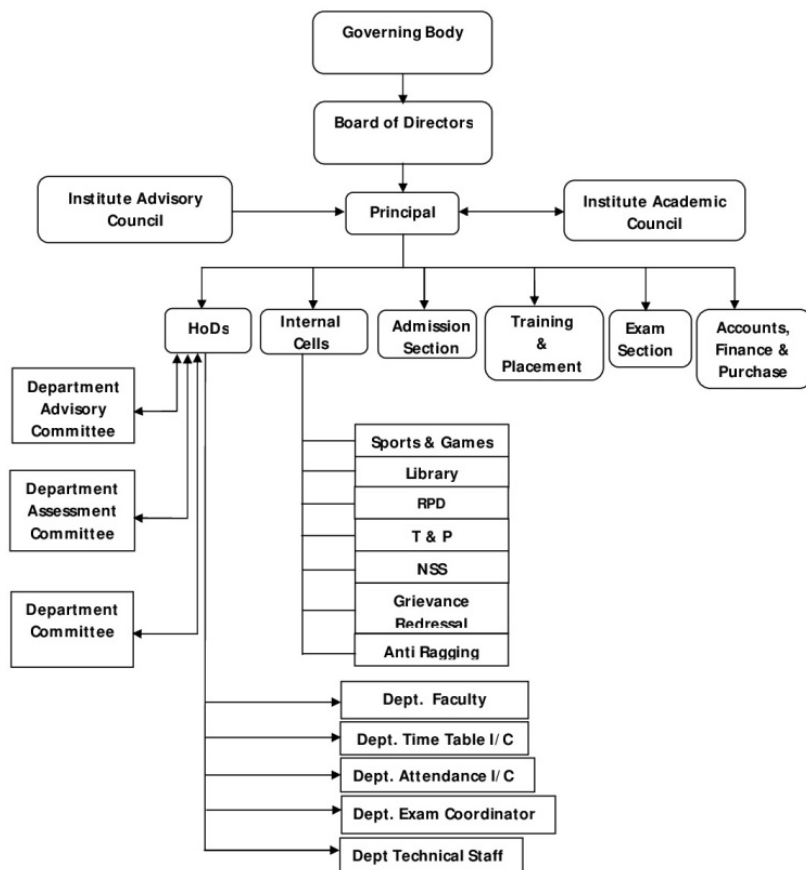 Governing Body
Board of Directors
Institute Advisory
Council
Principal
Institute Academic
Council
HoDs
Internal
Cells
Admission
Section
Training
&
Placement
Exam
Section
Accounts,
Finance &
Purchase
Department
Advisory
Committee
Department
Assessment
Committee
Department
Committee
Sports & Games
Library
RPD
T & P
NSS
Grievance
Redressal
Anti Ragging
Dept. Faculty
Dept. Time Table I/C
Dept. Attendance I/C
Dept. Exam Coordinator
Dept Technical Staff